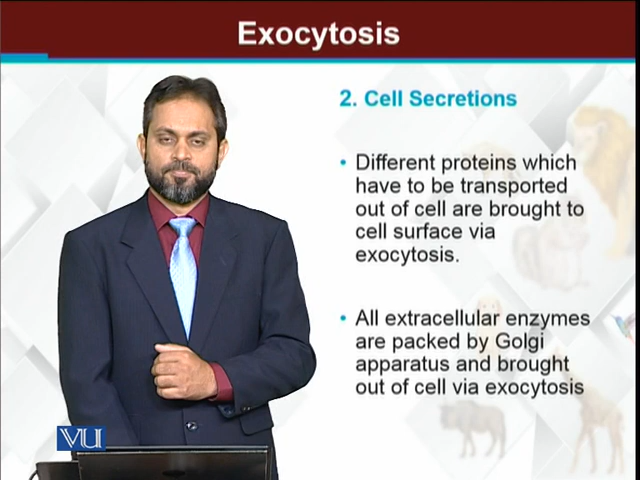 Exocytosis
2. Cell Secretions
• Different proteins which
have to be transported
out of cell are brought to
cell surface via
exocytosis.
• All extracellular enzymes
are packed by Golgi
apparatus and brought
out of cell via exocytosis
VU